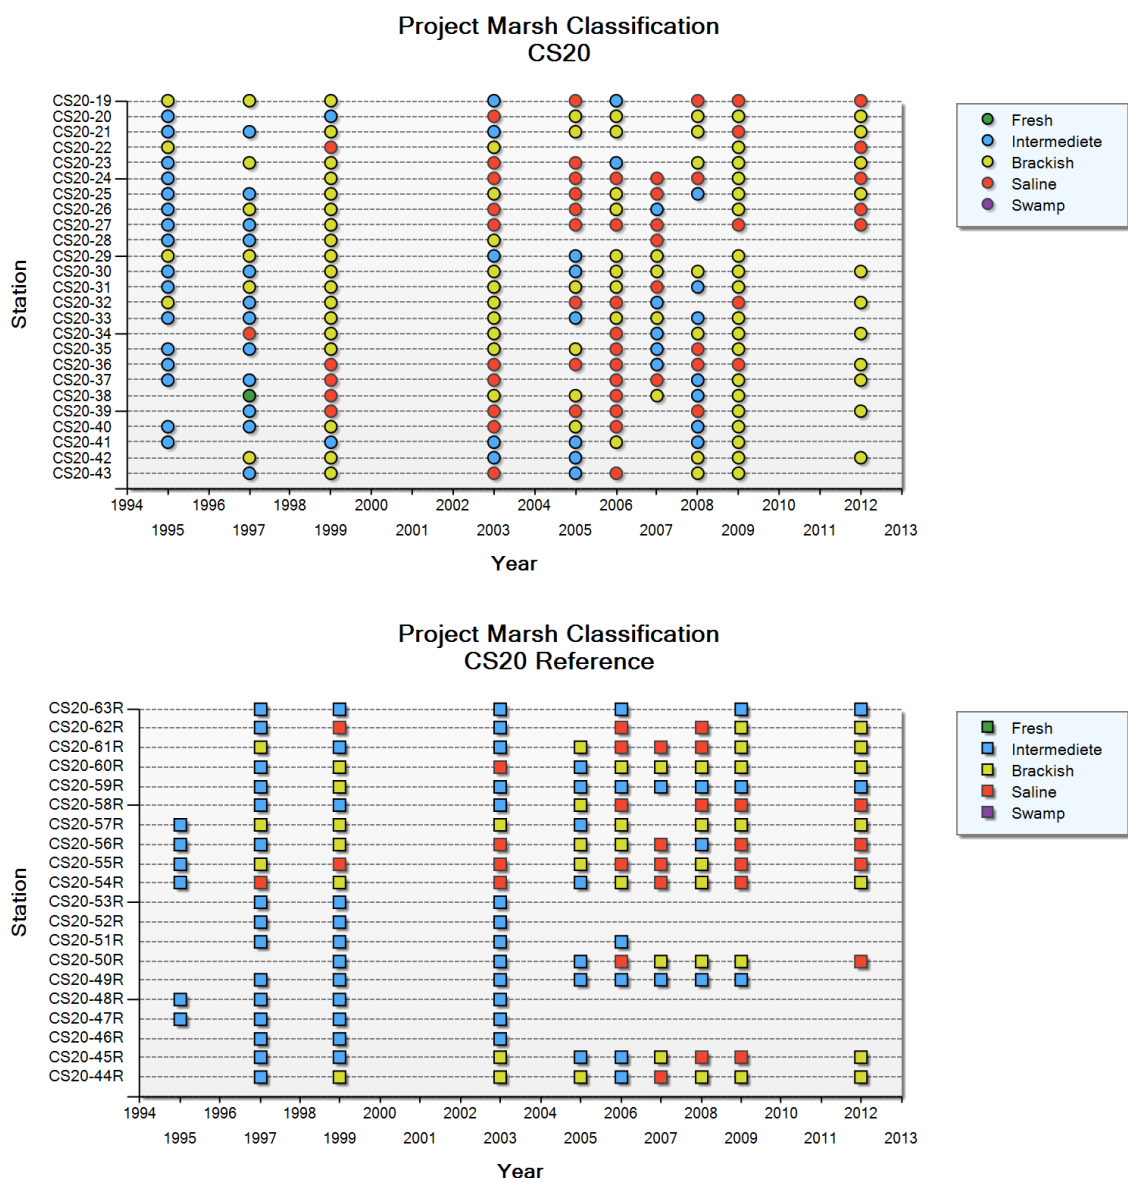 Project Marsh Classification
CS20
CS20-19
CS20-20
CS20-21
CS20-22
CS20-23
CS20-24
CS20-25
CS20-26
CS20-27
CS20-28
CS20-29
CS20-30
CS20-31
CS20-32
CS20-33
CS20-34
CS20-35
CS20-36
CS20-37
CS20-38
CS20-39
CS20-40
CS20-41
CS20-42
CS20-43
Station
1994 1996 1998 2000 2002 2004 2006 2008 2010 2012
1995 1997 1999 2001 2003 2005 2007 2009 2011 2013
Year
Fresh
Intermediete
Brackish
Saline
Swamp
Project Marsh Classification
CS20 Reference
CS20-63R
CS20-62R
CS20-61R
CS20-60R
CS20-59R
CS20-58R
CS20-57R
CS20-56R
CS20-55R
CS20-54R
CS20-53R
CS20-52R
CS20-51R
CS20-50R
CS20-49R
CS20-48R
CS20-47R
CS20-46R
CS20-45R
CS20-44R
Station
1994 1996 1998 2000 2002 2004 2006 2008 2010 2012
1995 1997 1999 2001 2003 2005 2007 2009 2011 2013
Year
Fresh
Intermediete
Brackish
Saline
Swamp